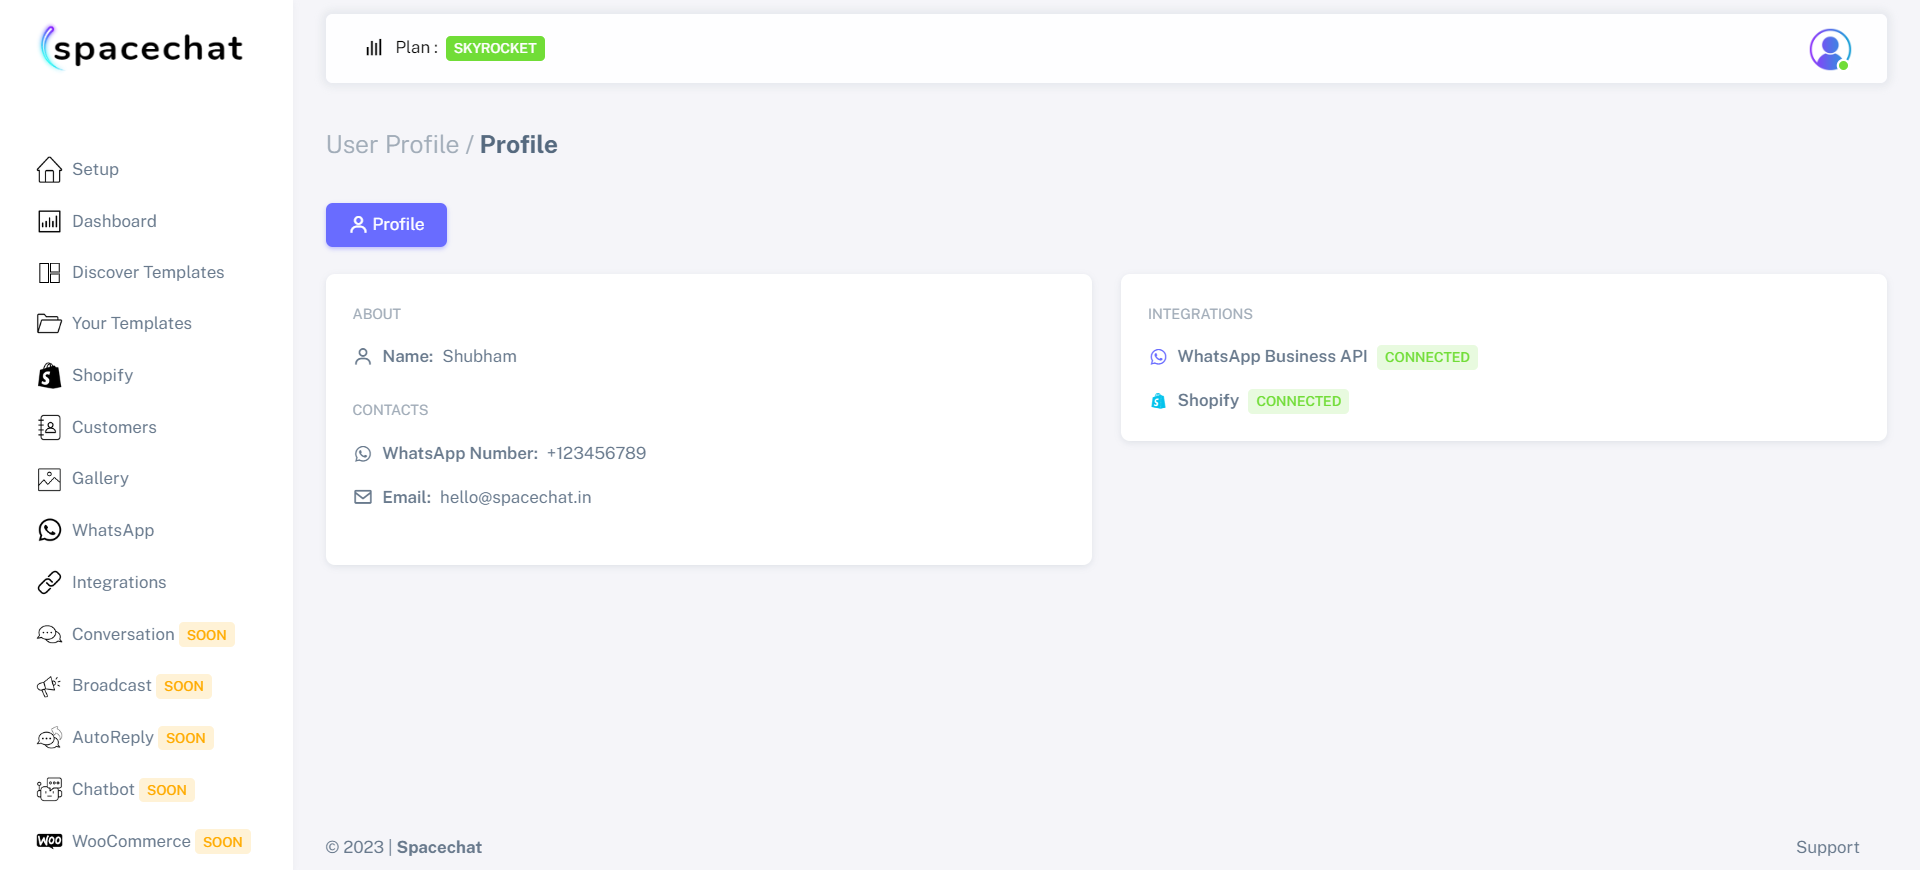 spacechat
Plan : SKYROCKET
Setup
Dashboard
Discover Templates
Your Templates
Shopify
Customers
Gallery
WhatsApp
Integrations
Conversation SOON
Broadcast SOON
AutoReply SOON
Chatbot SOON
WOO WooCommerce SOON
User Profile / Profile
Profile
ABOUT
Name: Shubham
CONTACTS
WhatsApp Number: +123456789
Email: hello@spacechat.in
INTEGRATIONS
WhatsApp Business API CONNECTED
Shopify CONNECTED
© 2023 | Spacechat
Support